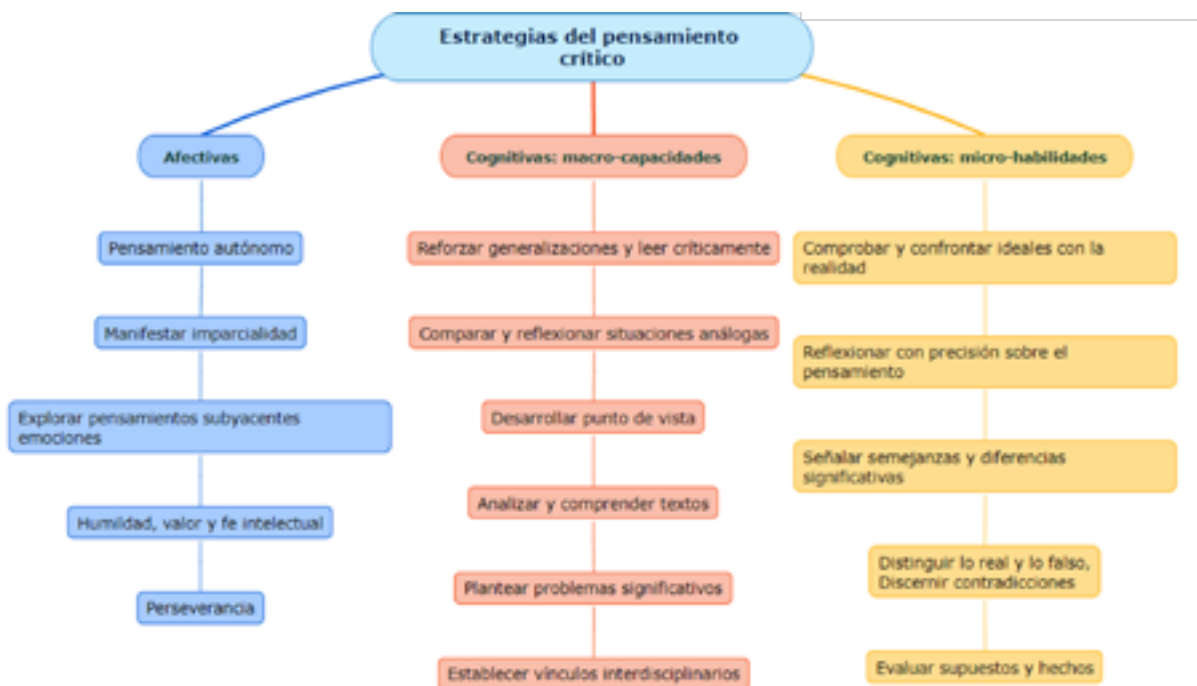 Estrategias del pensamiento
crítico
Afectivas
Pensamiento autónomo
Manifestar imparcialidad
Explorar pensamientos subyacentes
emociones
Humildad, valor y fe intelectual
Perseverancia
Cognitivas: macro-capacidades
Reforzar generalizaciones y leer críticamente
Comparar y reflexionar situaciones análogas
Desarrollar punto de vista
Analizar y comprender textos
Plantear problemas significativos
Establecer vínculos interdisciplinarios
Cognitivas: micro-habilidades
Comprobar y confrontar ideales con la
realidad
Reflexionar con precisión sobre el
pensamiento
Señalar semejanzas y diferencias
significativas
Distinguir lo real y lo falso,
Discernir contradicciones
Evaluar supuestos y hechos